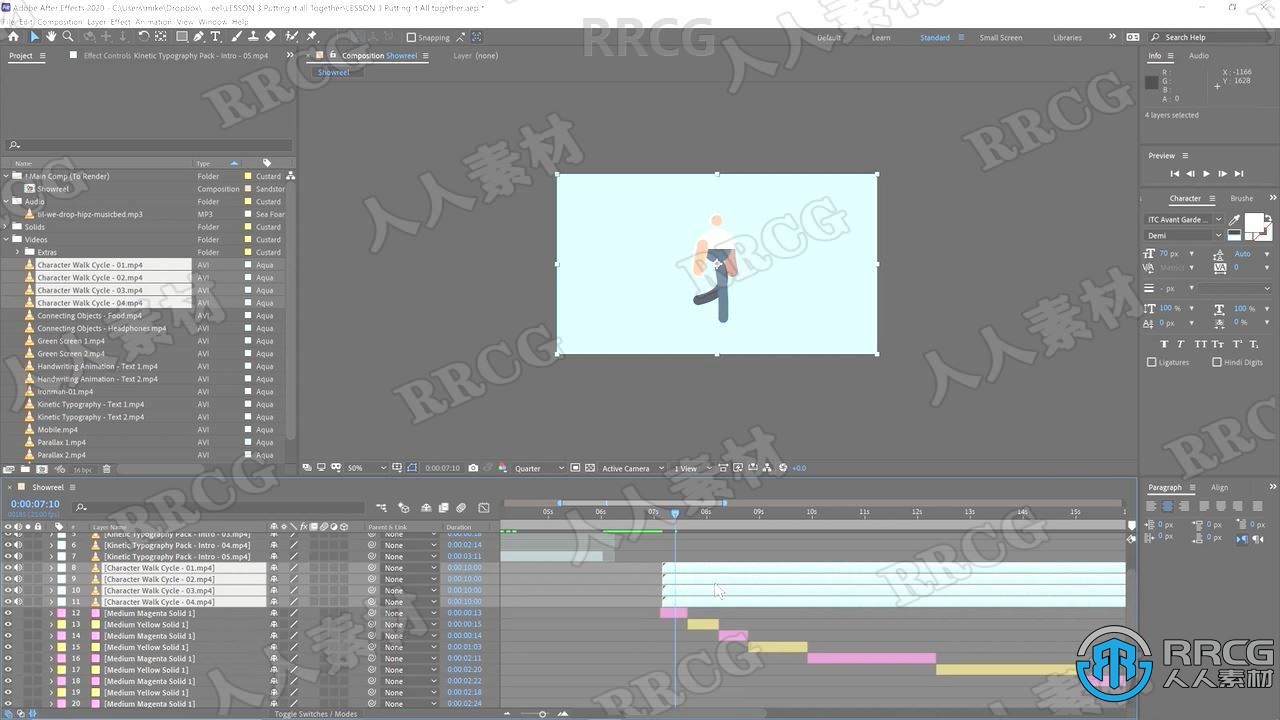 Adobe After Effects 2020 - C:\Users\mike\Dropbox\...eel\LESSON 3 Putting it all Together\LESSON 3 Putting It All together.aep *
File Edit Composition Layer Effect Animation View Window Help
Snapping
Default
Learn
Standard
Small Screen
Libraries
Search Help
Project
Effect Controls Kinetic Typography Pack - Intro - 05.mp4
Composition Showreel
Layer (none)
Showreel
Info
Audio
R :
G :
B :
A : 0
X : -1166
Y : 1628
4 layers selected
Name
Type
! Main Comp (To Render) Folder Custard
Showreel Composition Sandstor
Audio Folder Custard
bl-we-drop-hipz-musicbed.mp3 MP3 Sea Foar
Solids Folder Custard
Videos Folder Custard
Extras Folder Custard
Character Walk Cycle - 01.mp4 AVI Aqua
Character Walk Cycle - 02.mp4 AVI Aqua
Character Walk Cycle - 03.mp4 AVI Aqua
Character Walk Cycle - 04.mp4 AVI Aqua
Connecting Objects - Food.mp4 AVI Aqua
Connecting Objects - Headphones.mp4 AVI Aqua
Green Screen 1.mp4 AVI Aqua
Green Screen 2.mp4 AVI Aqua
Handwriting Animation - Text 1.mp4 AVI Aqua
Handwriting Animation - Text 2.mp4 AVI Aqua
Ironman-01.mp4 AVI Aqua
Kinetic Typography - Text 1.mp4 AVI Aqua
Kinetic Typography - Text 2.mp4 AVI Aqua
Mobile.mp4 AVI Aqua
Parallax 1.mp4 AVI Aqua
Parallax 2.mp4 AVI Aqua
16 bpc
Preview
Character
Brushe
ITC Avant Garde ...
Demi
70 px
Auto
Metrics
0
- px
100 %
100 %
0 px
0 %
T T TT Tт T¹ T₁
Ligatures
Hindi Digits
50%
0:00:07:10
Quarter
Active Camera
1 View
+0.0
Showreel
0:00:07:10
Paragraph
Align
0 px
0 px
0 px
0 px
0 px
# Layer Name
Parent & Link
Duration
05s 06s 07s 08s 09s 10s 11s 12s 13s 14s 15s
5 [Kinetic Typography Pack - Intro - 03.mp4] None 0:00:00:18
6 [Kinetic Typography Pack - Intro - 04.mp4] None 0:00:02:14
7 [Kinetic Typography Pack - Intro - 05.mp4] None 0:00:03:11
8 [Character Walk Cycle - 01.mp4] None 0:00:10:00
9 [Character Walk Cycle - 02.mp4] None 0:00:10:00
10 [Character Walk Cycle - 03.mp4] None 0:00:10:00
11 [Character Walk Cycle - 04.mp4] None 0:00:10:00
12 [Medium Magenta Solid 1] None 0:00:00:13
13 [Medium Yellow Solid 1] None 0:00:00:15
14 [Medium Magenta Solid 1] None 0:00:00:14
15 [Medium Yellow Solid 1] None 0:00:01:03
16 [Medium Magenta Solid 1] None 0:00:02:11
17 [Medium Yellow Solid 1] None 0:00:02:20
18 [Medium Magenta Solid 1] None 0:00:02:22
19 [Medium Yellow Solid 1] None 0:00:02:18
20 [Medium Magenta Solid 1] None 0:00:02:24
Toggle Switches / Modes
RRCG
人人素材